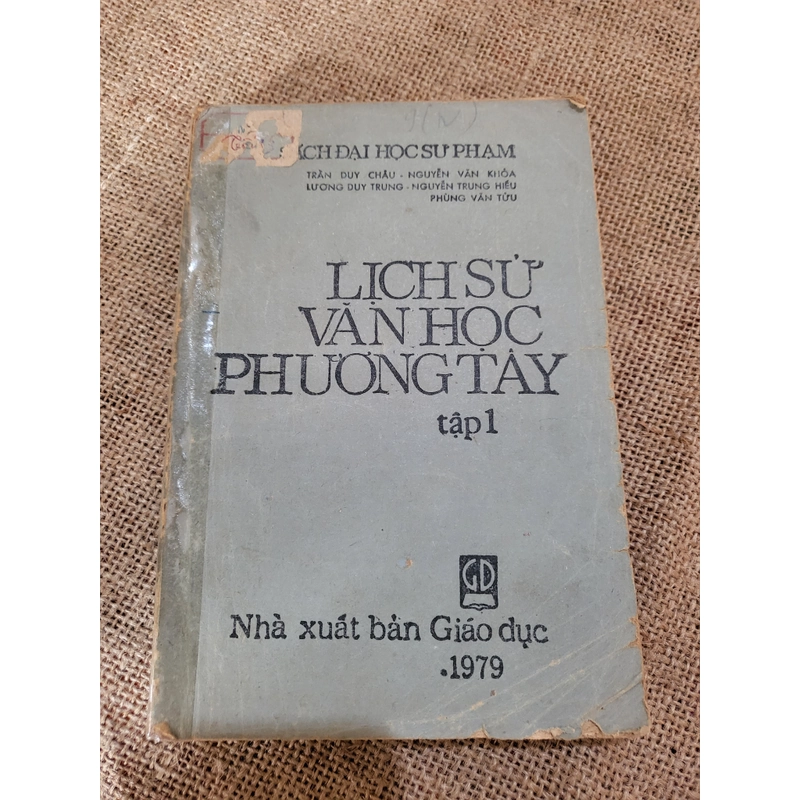 ĐẠI HỌC SƯ PHẠM
TRẦN DUY CHÂU - NGUYỄN VĂN KHỎA
LƯƠNG DUY TRUNG - NGUYỄN TRUNG HIẾU
PHÙNG VĂN TỬU
LỊCH SỬ
VĂN HỌC
PHƯƠNG TÂY
tập 1
GD
Nhà xuất bản Giáo dục
.1979